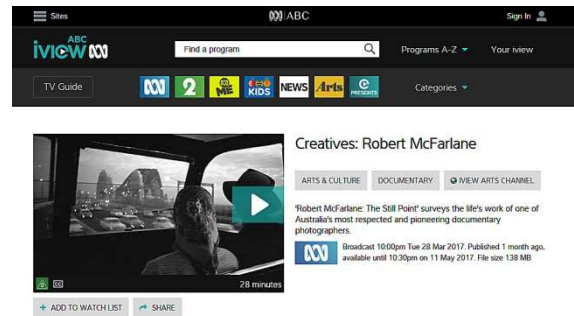 Sites
ABC
Sign In
ABC
iview
Find a program
Programs A-Z
Your iview
TV Guide
2
ME
KIDS
NEWS
Arts
PRESENTS
Categories
Creatives: Robert McFarlane
ARTS & CULTURE
DOCUMENTARY
IVIEW ARTS CHANNEL
'Robert McFarlane: The Still Point' surveys the life's work of one of
Australia's most respected and pioneering documentary
photographers.
Broadcast 10:00pm Tue 28 Mar 2017. Published 1 month ago,
available until 10:30pm on 11 May 2017. File size 138 MB
28 minutes
+ ADD TO WATCH LIST
SHARE